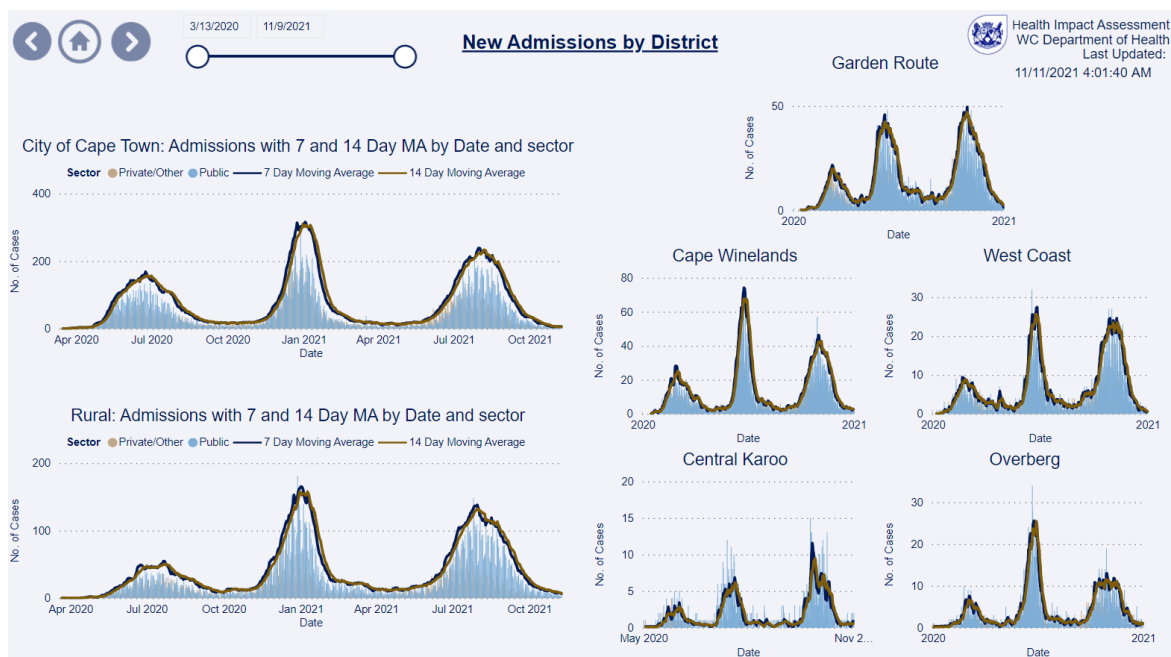 3/13/2020 11/9/2021
New Admissions by District
Health Impact Assessment
WC Department of Health
Last Updated:
11/11/2021 4:01:40 AM
City of Cape Town: Admissions with 7 and 14 Day MA by Date and sector
Sector Private/Other Public 7 Day Moving Average 14 Day Moving Average
No. of Cases
400
200
0
Apr 2020 Jul 2020 Oct 2020 Jan 2021 Apr 2021 Jul 2021 Oct 2021
Date
Rural: Admissions with 7 and 14 Day MA by Date and sector
Sector Private/Other Public 7 Day Moving Average 14 Day Moving Average
No. of Cases
200
100
0
Apr 2020 Jul 2020 Oct 2020 Jan 2021 Apr 2021 Jul 2021 Oct 2021
Date
Garden Route
No. of Cases
50
0
2020 2021
Date
Cape Winelands
No. of Cases
80
60
40
20
0
2020 2021
Date
West Coast
No. of Cases
30
20
10
0
2020 2021
Date
Central Karoo
No. of Cases
20
15
10
5
0
May 2020 Nov 2...
Date
Overberg
No. of Cases
30
20
10
0
2020 2021
Date